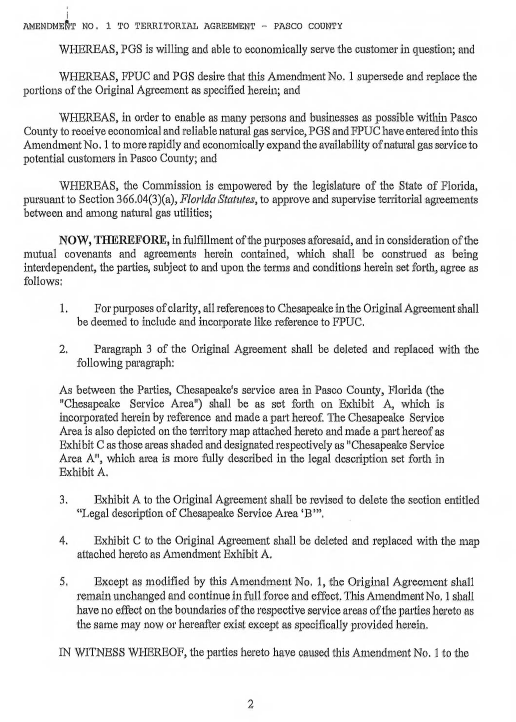 AMENDMENT NO. 1 TO TERRITORIAL AGREEMENT - PASCO COUNTY
WHEREAS, PGS is willing and able to economically serve the customer in question; and
WHEREAS, FPUC and PGS desire that this Amendment No. 1 supersede and replace the
portions of the Original Agreement as specified herein; and
WHEREAS, in order to enable as many persons and businesses as possible within Pasco
County to receive economical and reliable natural gas service, PGS and FPUC have entered into this
Amendment No. 1 to more rapidly and economically expand the availability of natural gas service to
potential customers in Pasco County; and
WHEREAS, the Commission is empowered by the legislature of the State of Florida,
pursuant to Section 366.04(3)(a), Florida Statutes, to approve and supervise territorial agreements
between and among natural gas utilities;
NOW, THEREFORE, in fulfillment of the purposes aforesaid, and in consideration of the
mutual covenants and agreements herein contained, which shall be construed as being
interdependent, the parties, subject to and upon the terms and conditions herein set forth, agree as
follows:
1. For purposes of clarity, all references to Chesapeake in the Original Agreement shall
be deemed to include and incorporate like reference to FPUC.
2. Paragraph 3 of the Original Agreement shall be deleted and replaced with the
following paragraph:
As between the Parties, Chesapeake's service area in Pasco County, Florida (the
"Chesapeake Service Area") shall be as set forth on Exhibit A, which is
incorporated herein by reference and made a part hereof. The Chesapeake Service
Area is also depicted on the territory map attached hereto and made a part hereof as
Exhibit C as those areas shaded and designated respectively as "Chesapeake Service
Area A", which area is more fully described in the legal description set forth in
Exhibit A.
3. Exhibit A to the Original Agreement shall be revised to delete the section entitled
“Legal description of Chesapeake Service Area ‘B’”.
4. Exhibit C to the Original Agreement shall be deleted and replaced with the map
attached hereto as Amendment Exhibit A.
5. Except as modified by this Amendment No. 1, the Original Agreement shall
remain unchanged and continue in full force and effect. This Amendment No. 1 shall
have no effect on the boundaries of the respective service areas of the parties hereto as
the same may now or hereafter exist except as specifically provided herein.
IN WITNESS WHEREOF, the parties hereto have caused this Amendment No. 1 to the
2